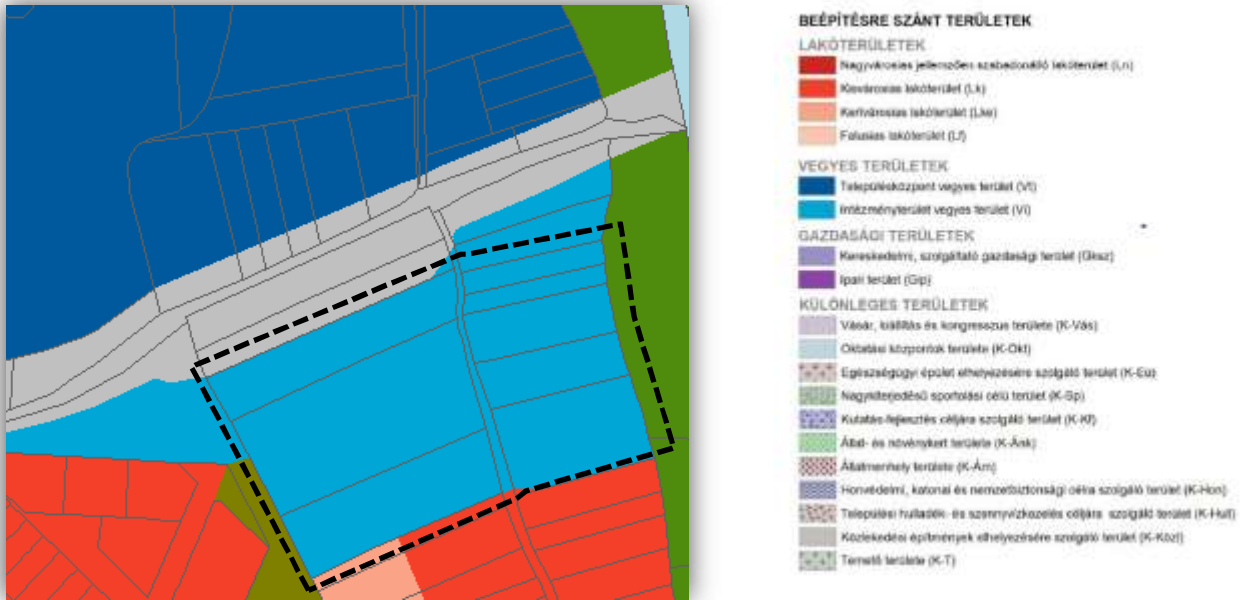 BEÉPÍTÉSRE SZÁNT TERÜLETEK
LAKÓTERÜLETEK
Nagyvárosias jellemzően szabadonálló lakóterület (Ln)
Kisvárosias lakóterület (Lk)
Kertvárosias lakóterület (Lke)
Falusias lakóterület (Lf)
VEGYES TERÜLETEK
Településközpont vegyes terület (Vt)
Intézményterület vegyes terület (Vi)
GAZDASÁGI TERÜLETEK
Kereskedelmi, szolgáltató gazdasági terület (Gksz)
Ipari terület (Gip)
KÜLÖNLEGES TERÜLETEK
Vásár, kiállítás és kongresszus területe (K-Vás)
Oktatási központok területe (K-Okt)
Egészségügyi épület elhelyezésére szolgáló terület (K-Eü)
Nagykiterjedésű sportolási célú terület (K-Sp)
Kutatás-fejlesztés céljára szolgáló terület (K-Kf)
Állat- és növénykert területe (K-Ánk)
Állatmenhely területe (K-Ám)
Honvédelmi, katonai és nemzetbiztonsági célra szolgáló terület (K-Hon)
Települési hulladék- és szennyvízkezelés céljára szolgáló terület (K-Hull)
Közlekedési építmények elhelyezésére szolgáló terület (K-Közl)
Temető területe (K-T)